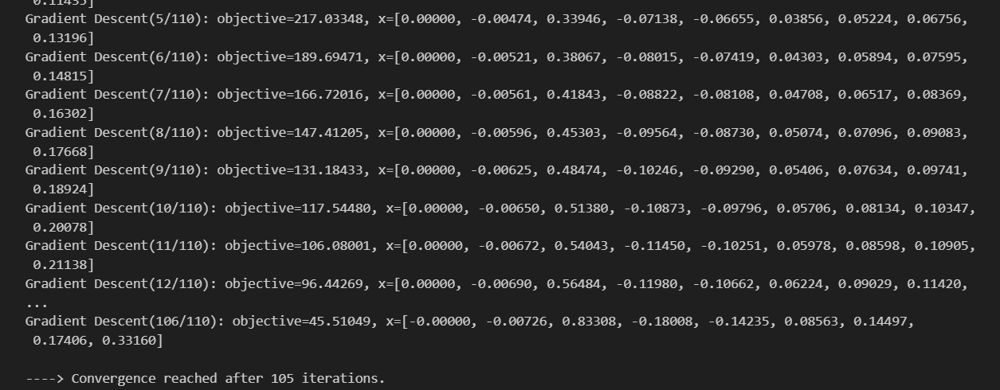 0.11435]
Gradient Descent(5/110): objective=217.03348, x=[0.00000, -0.00474, 0.33946, -0.07138, -0.06655, 0.03856, 0.05224, 0.06756,
0.13196]
Gradient Descent(6/110): objective=189.69471, x=[0.00000, -0.00521, 0.38067, -0.08015, -0.07419, 0.04303, 0.05894, 0.07595,
0.14815]
Gradient Descent(7/110): objective=166.72016, x=[0.00000, -0.00561, 0.41843, -0.08822, -0.08108, 0.04708, 0.06517, 0.08369,
0.16302]
Gradient Descent(8/110): objective=147.41205, x=[0.00000, -0.00596, 0.45303, -0.09564, -0.08730, 0.05074, 0.07096, 0.09083,
0.17668]
Gradient Descent(9/110): objective=131.18433, x=[0.00000, -0.00625, 0.48474, -0.10246, -0.09290, 0.05406, 0.07634, 0.09741,
0.18924]
Gradient Descent(10/110): objective=117.54480, x=[0.00000, -0.00650, 0.51380, -0.10873, -0.09796, 0.05706, 0.08134, 0.10347,
0.20078]
Gradient Descent(11/110): objective=106.08001, x=[0.00000, -0.00672, 0.54043, -0.11450, -0.10251, 0.05978, 0.08598, 0.10905,
0.21138]
Gradient Descent(12/110): objective=96.44269, x=[0.00000, -0.00690, 0.56484, -0.11980, -0.10662, 0.06224, 0.09029, 0.11420,
...
Gradient Descent(106/110): objective=45.51049, x=[-0.00000, -0.00726, 0.83308, -0.18008, -0.14235, 0.08563, 0.14497,
0.17406, 0.33160]
----> Convergence reached after 105 iterations.